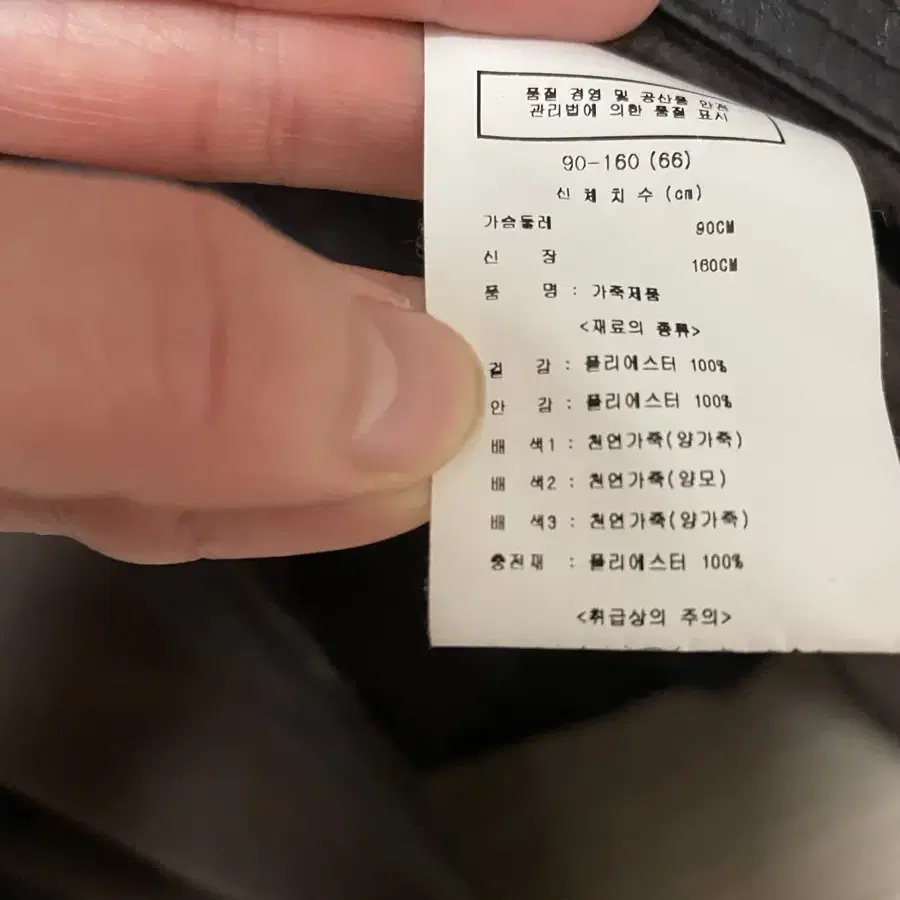 품질 경영 및 공산품 안전
관리법에 의한 품질 표시
90-160 (66)
신 체 치 수 (cm)
가슴둘레 90CM
신 장 160CM
품 명 : 가죽제품
<재료의 종류>
겉 감 : 폴리에스터 100%
안 감 : 폴리에스터 100%
배 색1 : 천연가죽(양가죽)
배 색2 : 천연가죽(양모)
배 색3 : 천연가죽(양가죽)
충전재 : 폴리에스터 100%
<취급상의 주의>